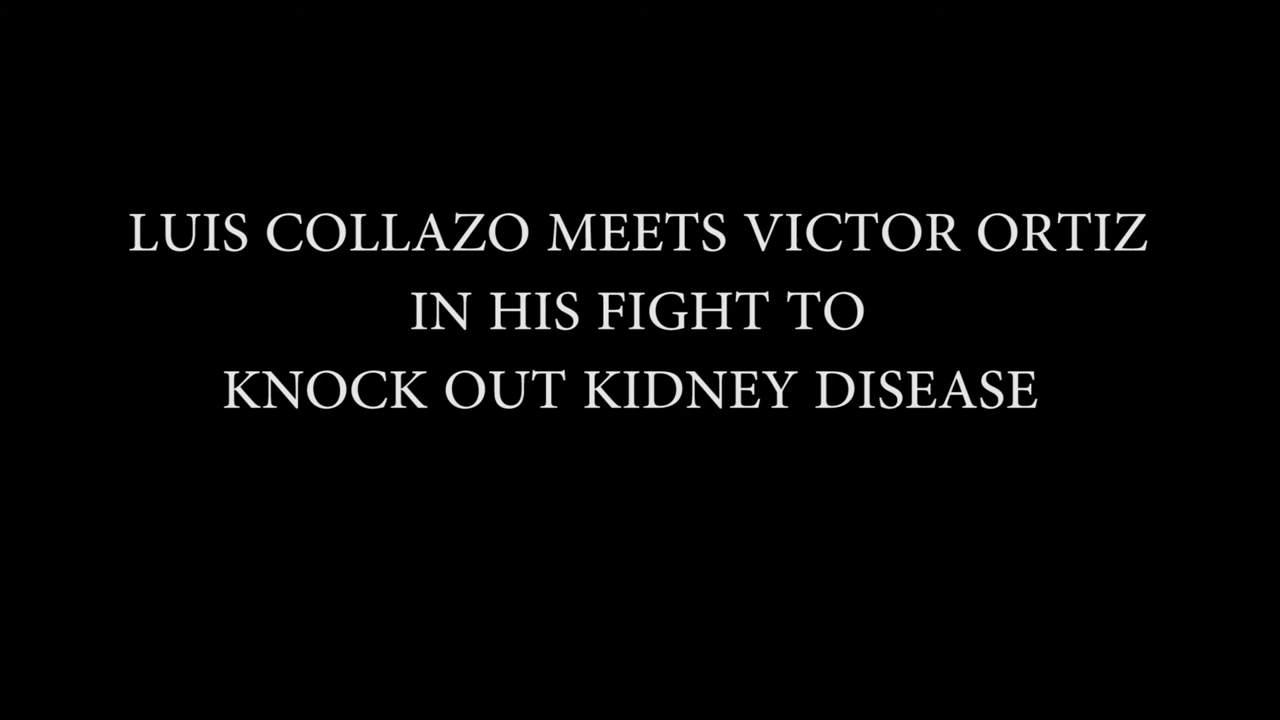 LUIS COLLAZO MEETS VICTOR ORTIZ
IN HIS FIGHT TO
KNOCK OUT KIDNEY DISEASE